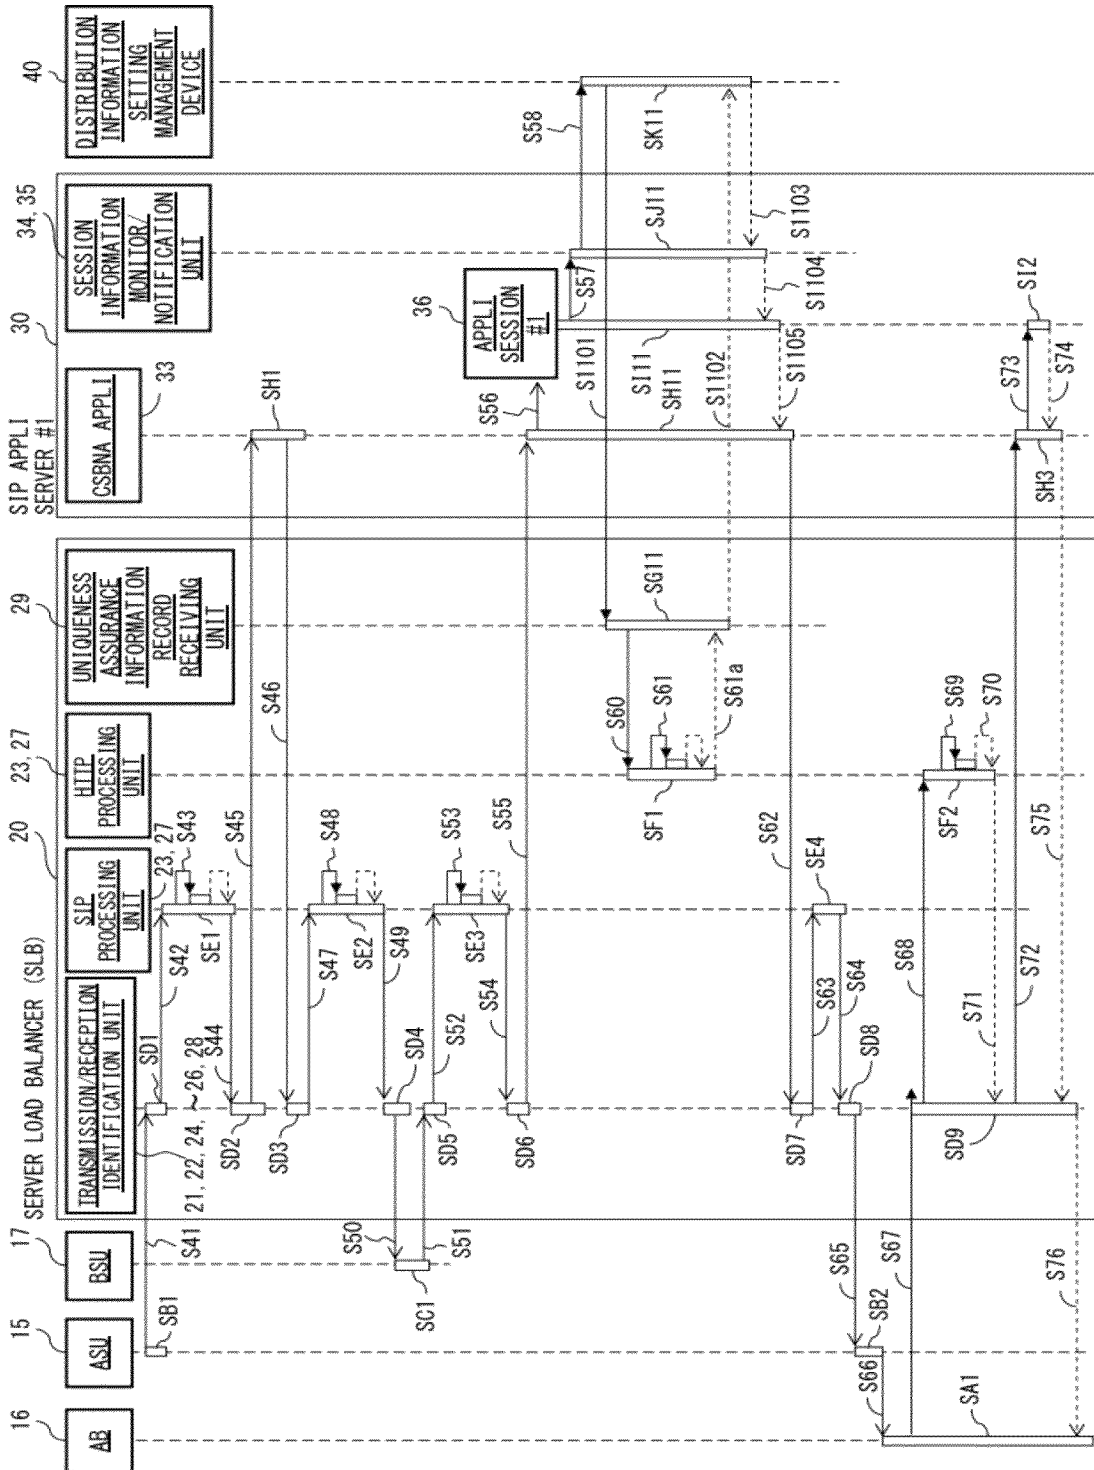 16
AB
15
ASU
17
BSU
SERVER LOAD BALANCER (SLB)
20
TRANSMISSION/RECEPTION
IDENTIFICATION UNIT
21, 22, 24, ~ 26, 28
SIP
PROCESSING
UNIT
23, 27
HTTP
PROCESSING
UNIT
23, 27
UNIQUENESS
ASSURANCE
INFORMATION
RECORD
RECEIVING
UNIT
29
SIP APPLI
SERVER #1
30
CSBNA APPLI
33
SESSION
INFORMATION
MONITOR/
NOTIFICATION
UNIT
34, 35
DISTRIBUTION
INFORMATION
SETTING
MANAGEMENT
DEVICE
40
APPLI
SESSION
#1
36
SB1
S41
SD1
S42
SE1
S43
S44
SD2
S45
SH1
S46
SD3
S47
SE2
S48
S49
SD4
S50
SC1
S51
SD5
S52
SE3
S53
S54
SD6
S55
S56
SH11
SI11
S57
SJ11
S58
SK11
S1101
SG11
S60
SF1
S61
S61a
S1102
S1103
S1104
S1105
S62
SD7
S63
SE4
S64
SD8
S65
SB2
S66
SA1
S67
SD9
S68
SF2
S69
S70
S71
S72
SH3
S73
SI2
S74
S75
S76